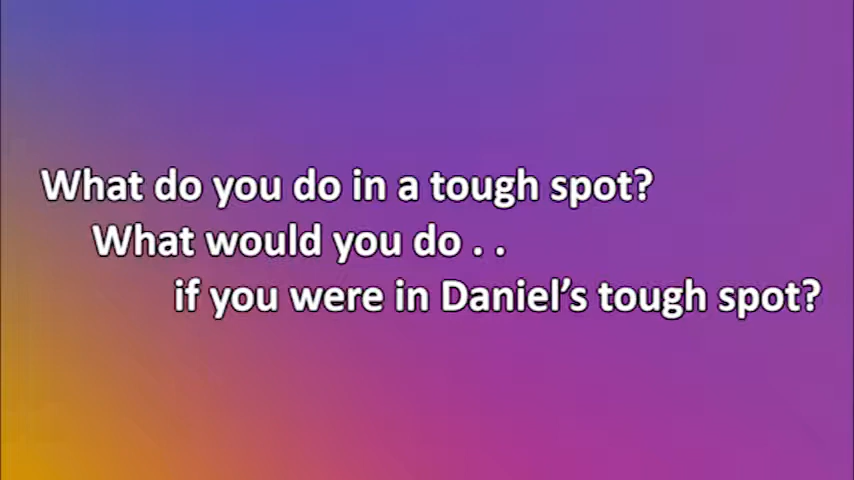 What do you do in a tough spot?
What would you do . .
if you were in Daniel’s tough spot?